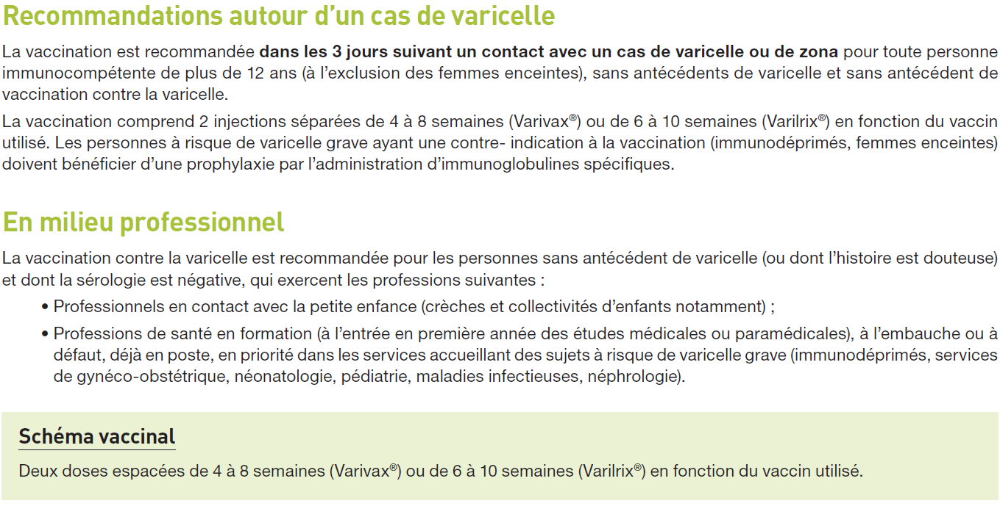 Recommandations autour d’un cas de varicelle
La vaccination est recommandée dans les 3 jours suivant un contact avec un cas de varicelle ou de zona pour toute personne
immunocompétente de plus de 12 ans (à l’exclusion des femmes enceintes), sans antécédents de varicelle et sans antécédent de
vaccination contre la varicelle.
La vaccination comprend 2 injections séparées de 4 à 8 semaines (Varivax®) ou de 6 à 10 semaines (Varilrix®) en fonction du vaccin
utilisé. Les personnes à risque de varicelle grave ayant une contre- indication à la vaccination (immunodéprimés, femmes enceintes)
doivent bénéficier d’une prophylaxie par l’administration d’immunoglobulines spécifiques.
En milieu professionnel
La vaccination contre la varicelle est recommandée pour les personnes sans antécédent de varicelle (ou dont l’histoire est douteuse)
et dont la sérologie est négative, qui exercent les professions suivantes :
• Professionnels en contact avec la petite enfance (crèches et collectivités d’enfants notamment) ;
• Professions de santé en formation (à l’entrée en première année des études médicales ou paramédicales), à l’embauche ou à
défaut, déjà en poste, en priorité dans les services accueillant des sujets à risque de varicelle grave (immunodéprimés, services
de gynéco-obstétrique, néonatologie, pédiatrie, maladies infectieuses, néphrologie).
Schéma vaccinal
Deux doses espacées de 4 à 8 semaines (Varivax®) ou de 6 à 10 semaines (Varilrix®) en fonction du vaccin utilisé.